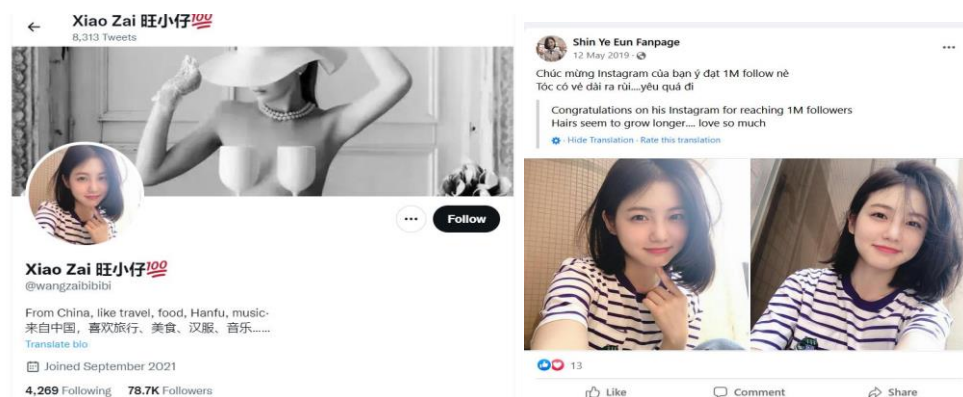 Xiao Zai 旺小仔💯
8,313 Tweets
Follow
Xiao Zai 旺小仔💯
@wangzaibibibi
From China, like travel, food, Hanfu, music·
来自中国，喜欢旅行、美食、汉服、音乐……
Translate bio
Joined September 2021
4,269 Following 78.7K Followers
Shin Ye Eun Fanpage
12 May 2019 ·
Chúc mừng Instagram của bạn ý đạt 1M follow nè
Tóc có vẻ dài ra rùi....yêu quá đi
Congratulations on his Instagram for reaching 1M followers
Hairs seem to grow longer.... love so much
· Hide Translation · Rate this translation
13
Like Comment Share